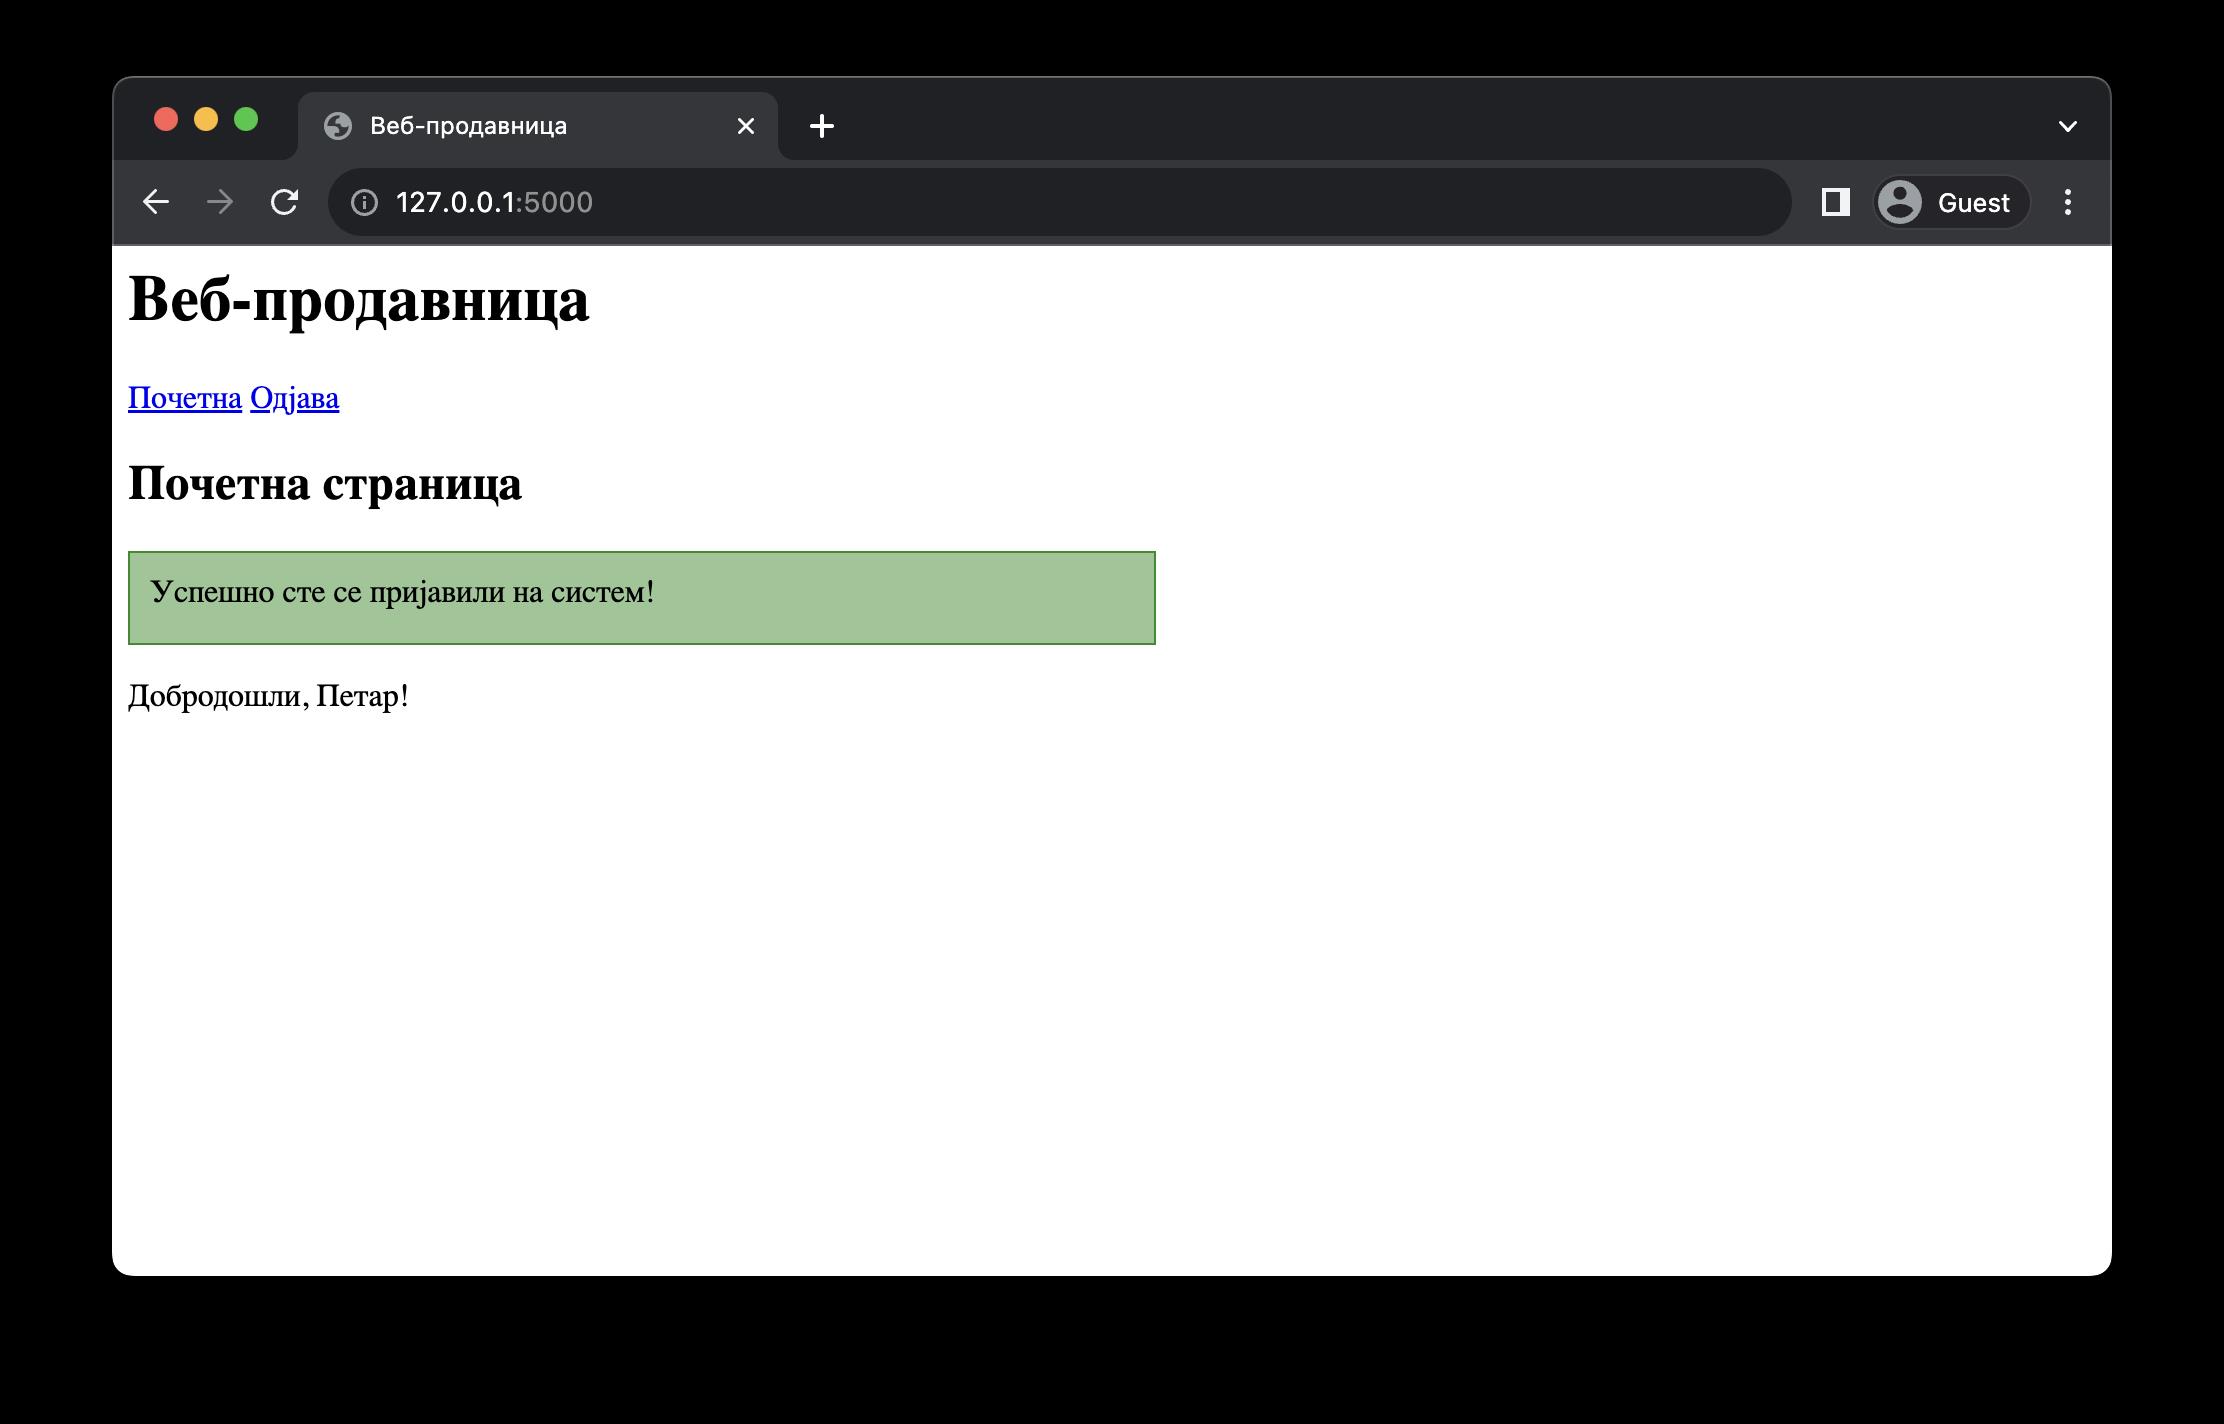 Веб-продавница
127.0.0.1:5000
Guest
Веб-продавница
Почетна Одјава
Почетна страница
Успешно сте се пријавили на систем!
Добродошли, Петар!